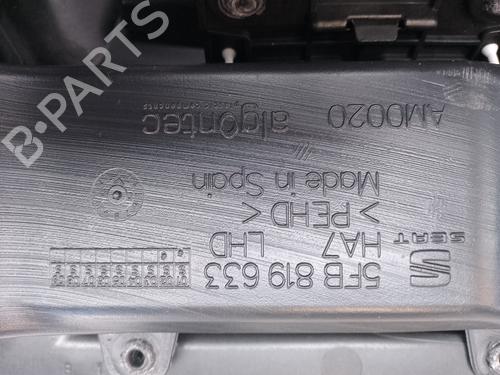 5FB 819 633
HA7 LHD
> PEHD <
Made in Spain
algontec
AM0020
SEAT
B-PARTS